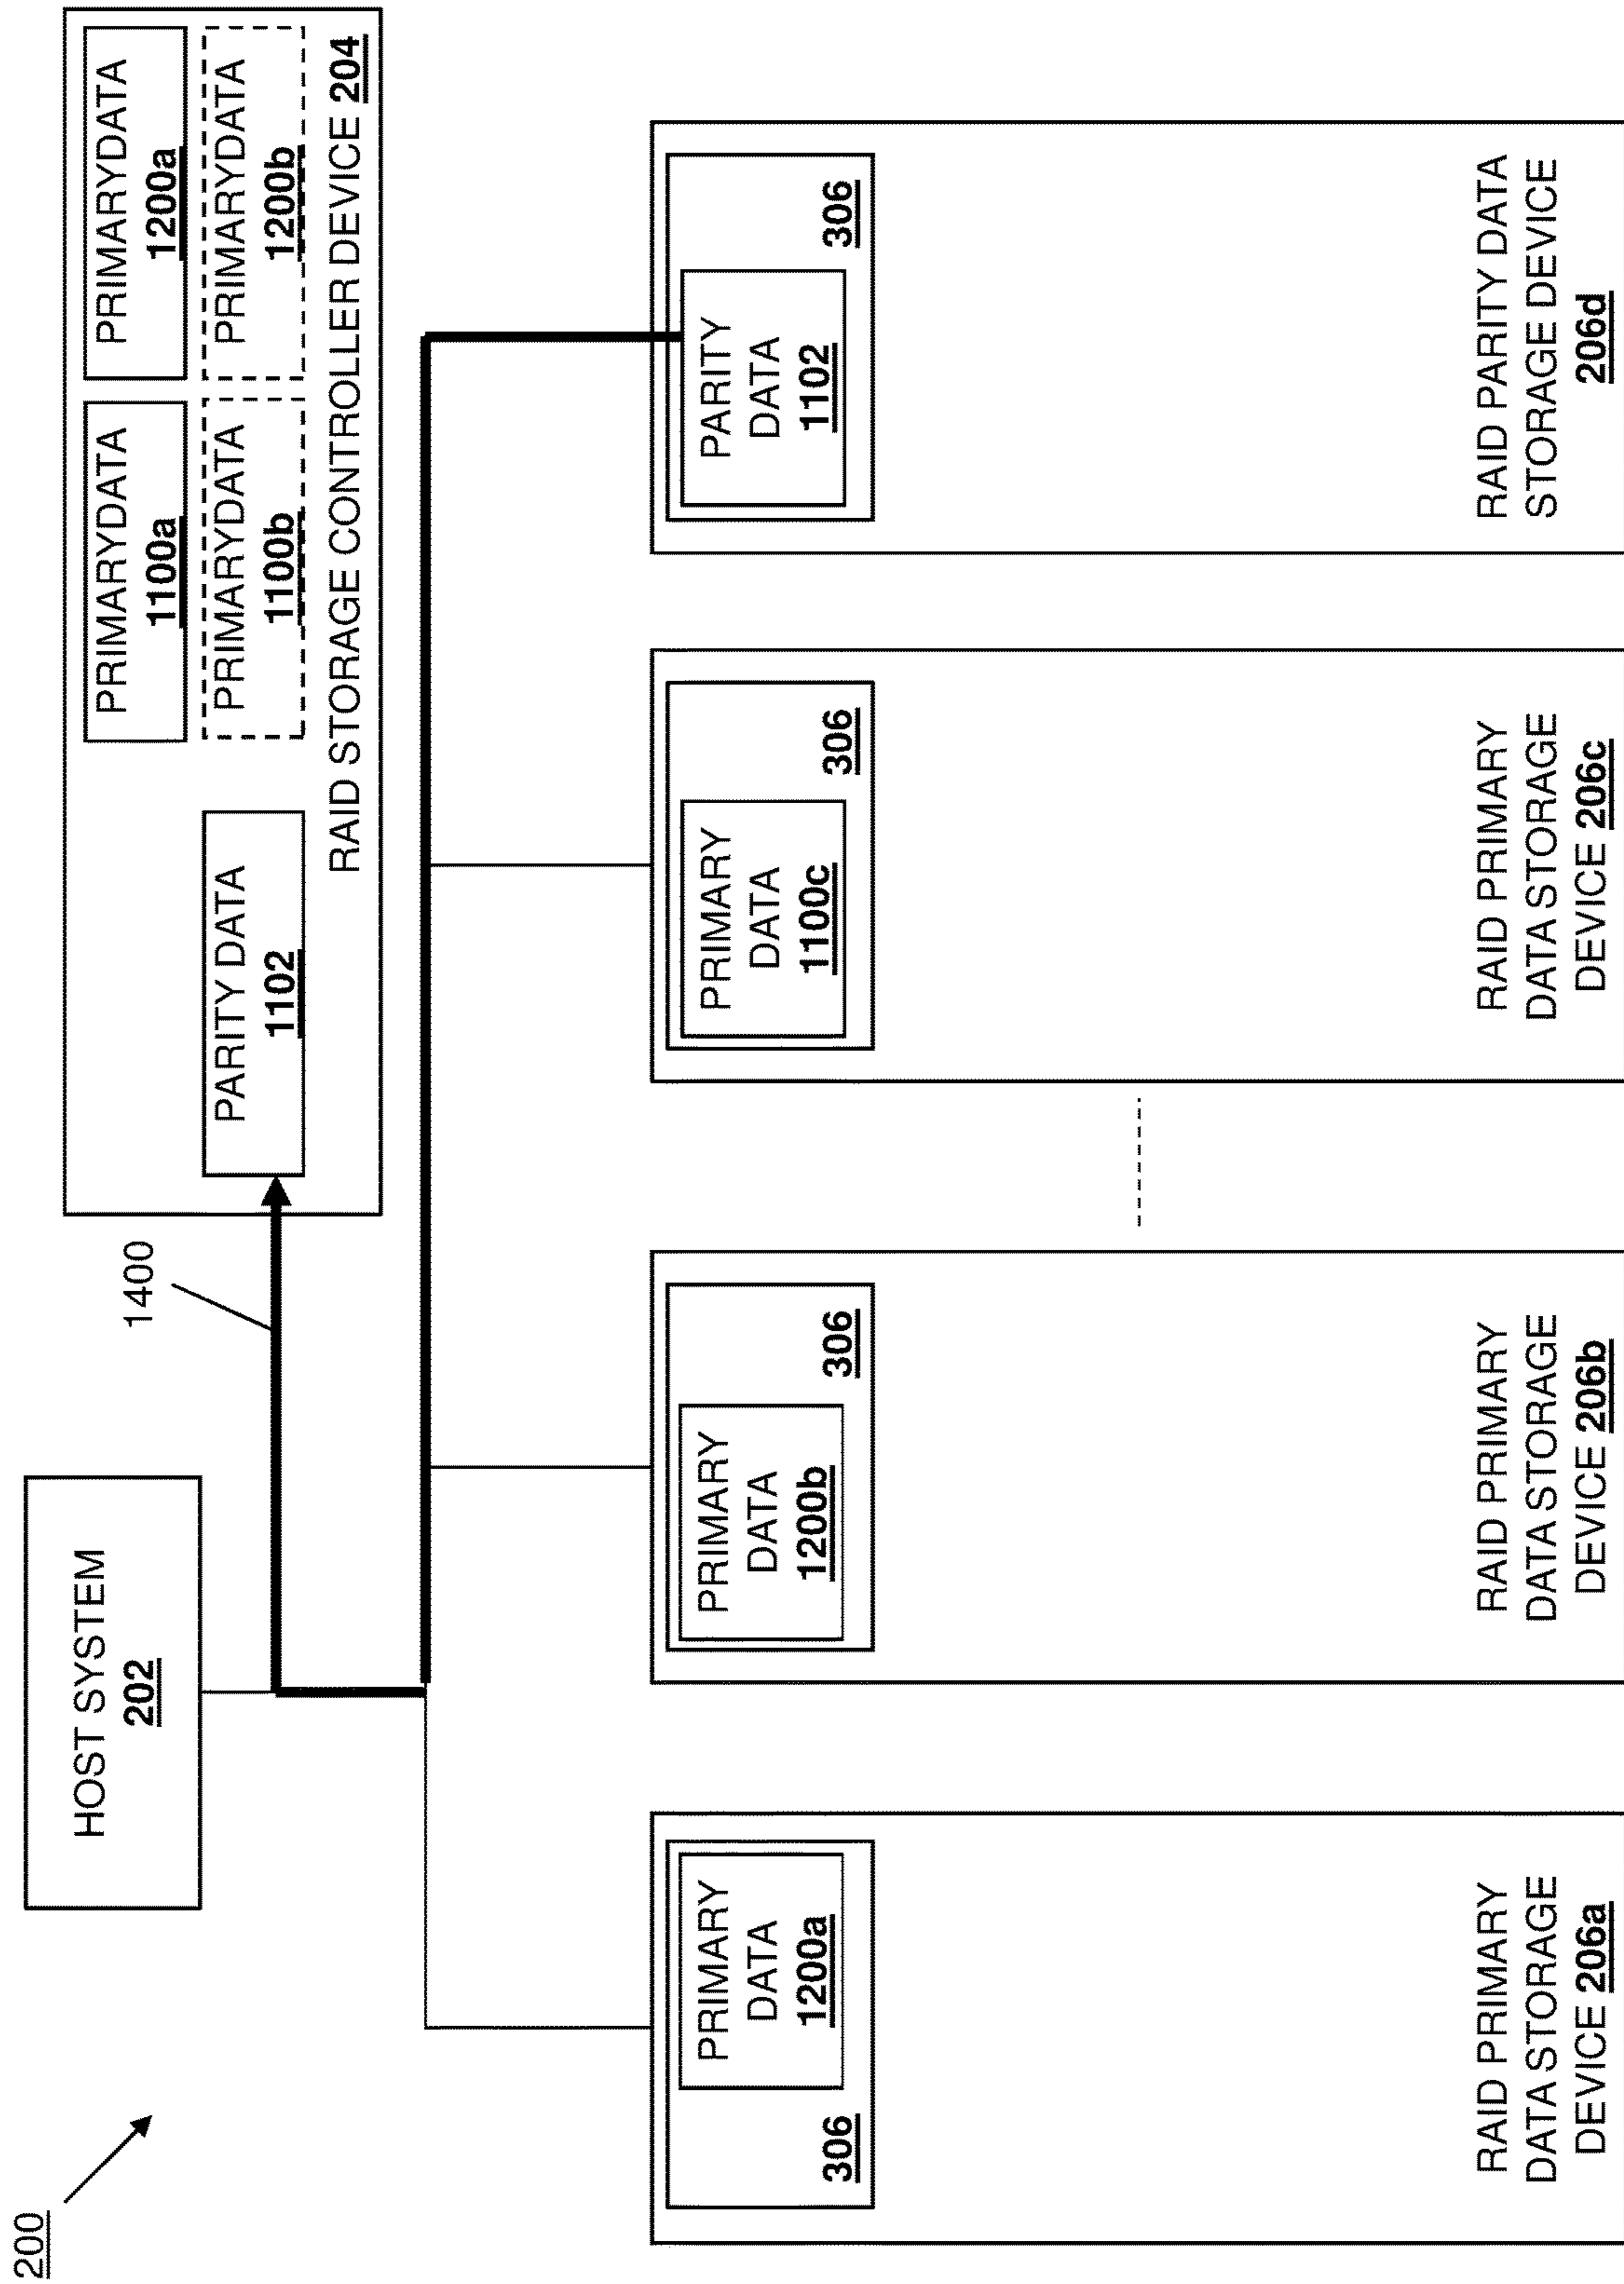 200
HOST SYSTEM
202
1400
PRIMARYDATA
1100a
PRIMARYDATA
1200a
PARITY DATA
1102
PRIMARYDATA
1100b
PRIMARYDATA
1200b
RAID STORAGE CONTROLLER DEVICE 204
306
PRIMARY
DATA
1200a
RAID PRIMARY
DATA STORAGE
DEVICE 206a
PRIMARY
DATA
1200b
306
RAID PRIMARY
DATA STORAGE
DEVICE 206b
PRIMARY
DATA
1100c
306
RAID PRIMARY
DATA STORAGE
DEVICE 206c
PARITY
DATA
1102
306
RAID PARITY DATA
STORAGE DEVICE
206d